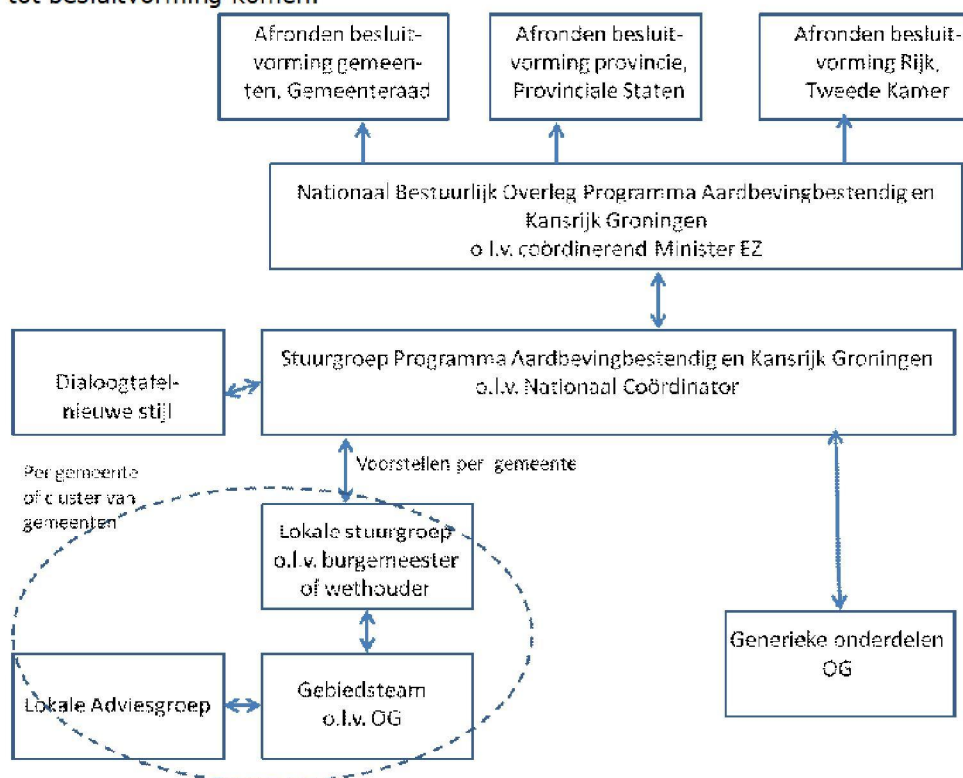 tot besluitvorming komen.
Afronden besluit-
vorming gemeen-
ten, Gemeenteraad
Afronden besluit-
vorming provincie,
Provinciale Staten
Afronden besluit-
vorming Rijk,
Tweede Kamer
Nationaal Bestuurlijk Overleg Programma Aardbevingbestendig en
Kansrijk Groningen
o.l.v. coördinerend Minister EZ
Dialoogtafel-
nieuwe stijl
Stuurgroep Programma Aardbevingbestendig en Kansrijk Groningen
o.l.v. Nationaal Coördinator
Voorstellen per gemeente
Per gemeente
of cluster van
gemeenten
Lokale stuurgroep
o.l.v. burgemeester
of wethouder
Lokale Adviesgroep
Gebiedsteam
o.l.v. OG
Generieke onderdelen
OG